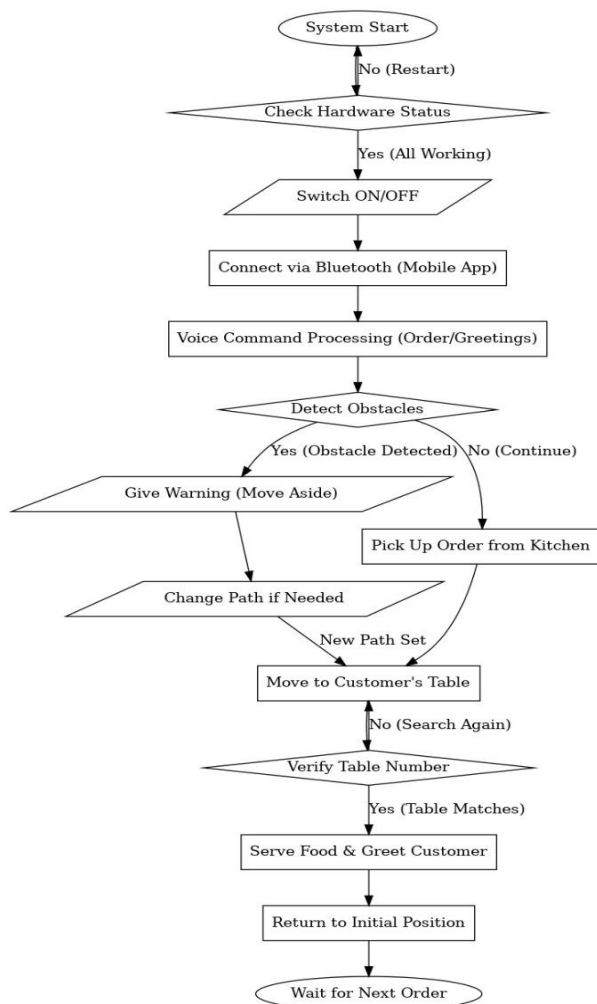 System Start
No (Restart)
Check Hardware Status
Yes (All Working)
Switch ON/OFF
Connect via Bluetooth (Mobile App)
Voice Command Processing (Order/Greetings)
Detect Obstacles
Yes (Obstacle Detected)
No (Continue)
Give Warning (Move Aside)
Pick Up Order from Kitchen
Change Path if Needed
New Path Set
Move to Customer's Table
No (Search Again)
Verify Table Number
Yes (Table Matches)
Serve Food & Greet Customer
Return to Initial Position
Wait for Next Order